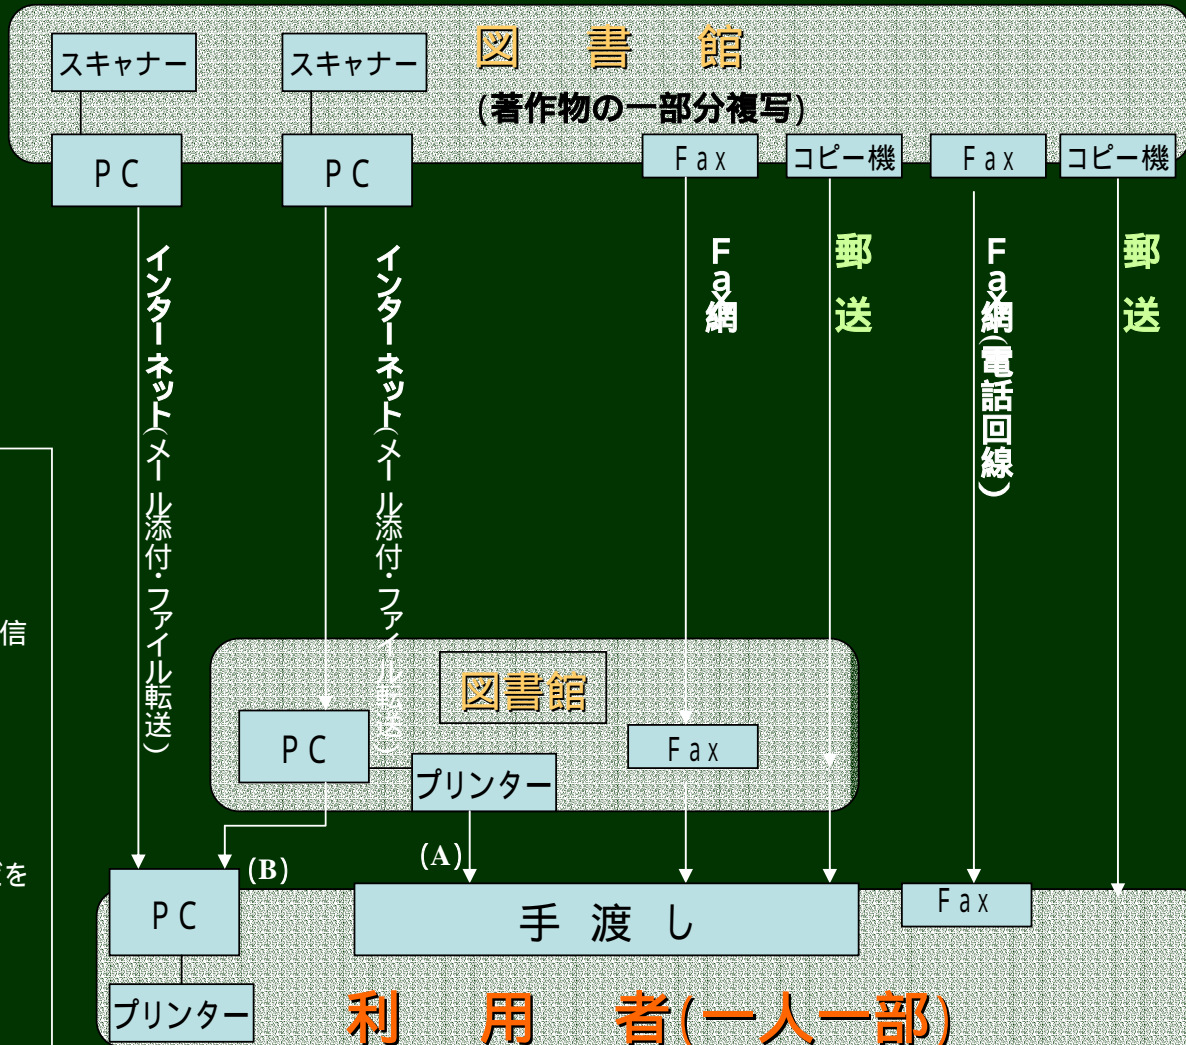 図 書 館
スキャナー
スキャナー
(著作物の一部分複写)
PC
PC
Fax
コピー機
Fax
コピー機
インターネット(メール添付・ファイル転送)
インターネット(メール添付・ファイル転送)
Fax網
郵送
Fax網(電話回線)
郵送
信
図書館
PC
プリンター
Fax
を
(B)
(A)
PC
手 渡 し
Fax
プリンター
利 用 者(一人一部)